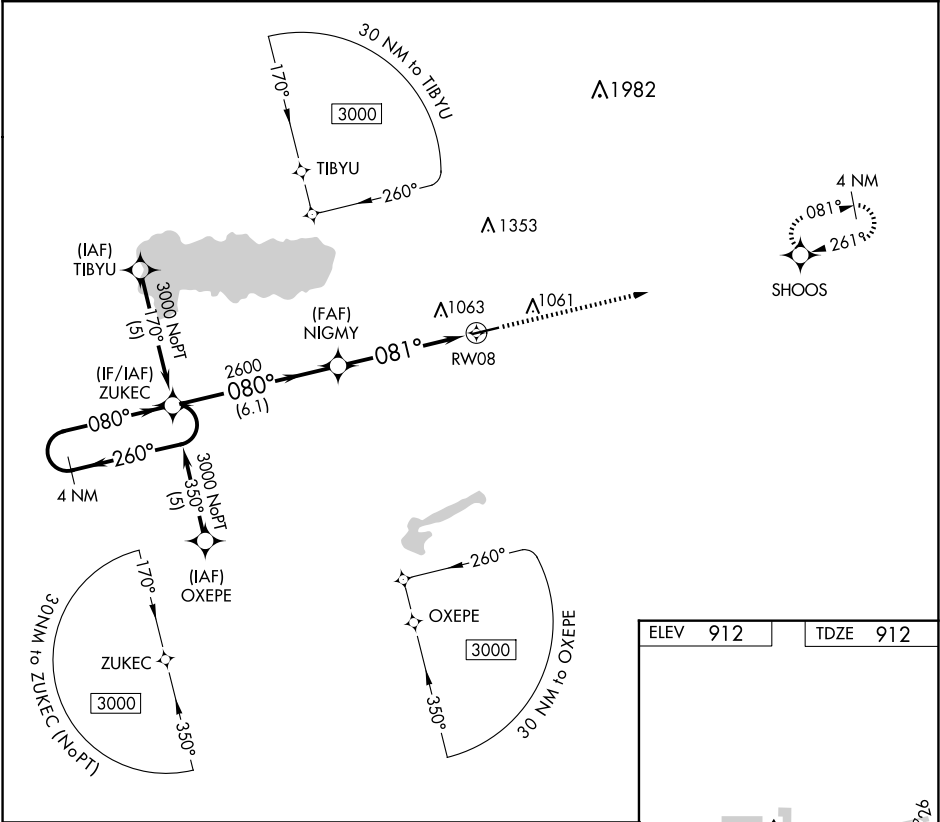 30 NM to TIBYU
170°
3000
TIBYU
260°
1982
1353
4 NM
081°
261°
SHOOS
(IAF)
TIBYU
3000 NoPT
170°
(5)
(FAF)
NIGMY
1063
1061
081°
RW08
(IF/IAF)
ZUKEC
2600
080°
(6.1)
080°
260°
4 NM
3000 NoPT
350°
(5)
(IAF)
OXEPE
170°
30NM to ZUKEC (NoPT)
ZUKEC
3000
350°
260°
OXEPE
3000
350°
30 NM to OXEPE
ELEV 912
TDZE 912